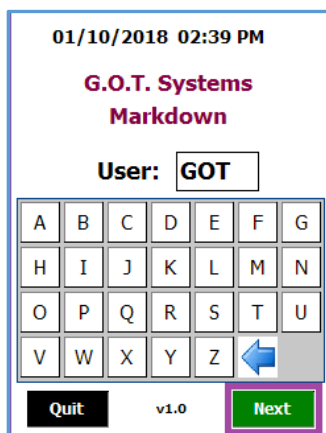 01/10/2018 02:39 PM
G.O.T. Systems
Markdown
User: GOT
A B C D E F G
H I J K L M N
O P Q R S T U
V W X Y Z
Quit v1.0 Next